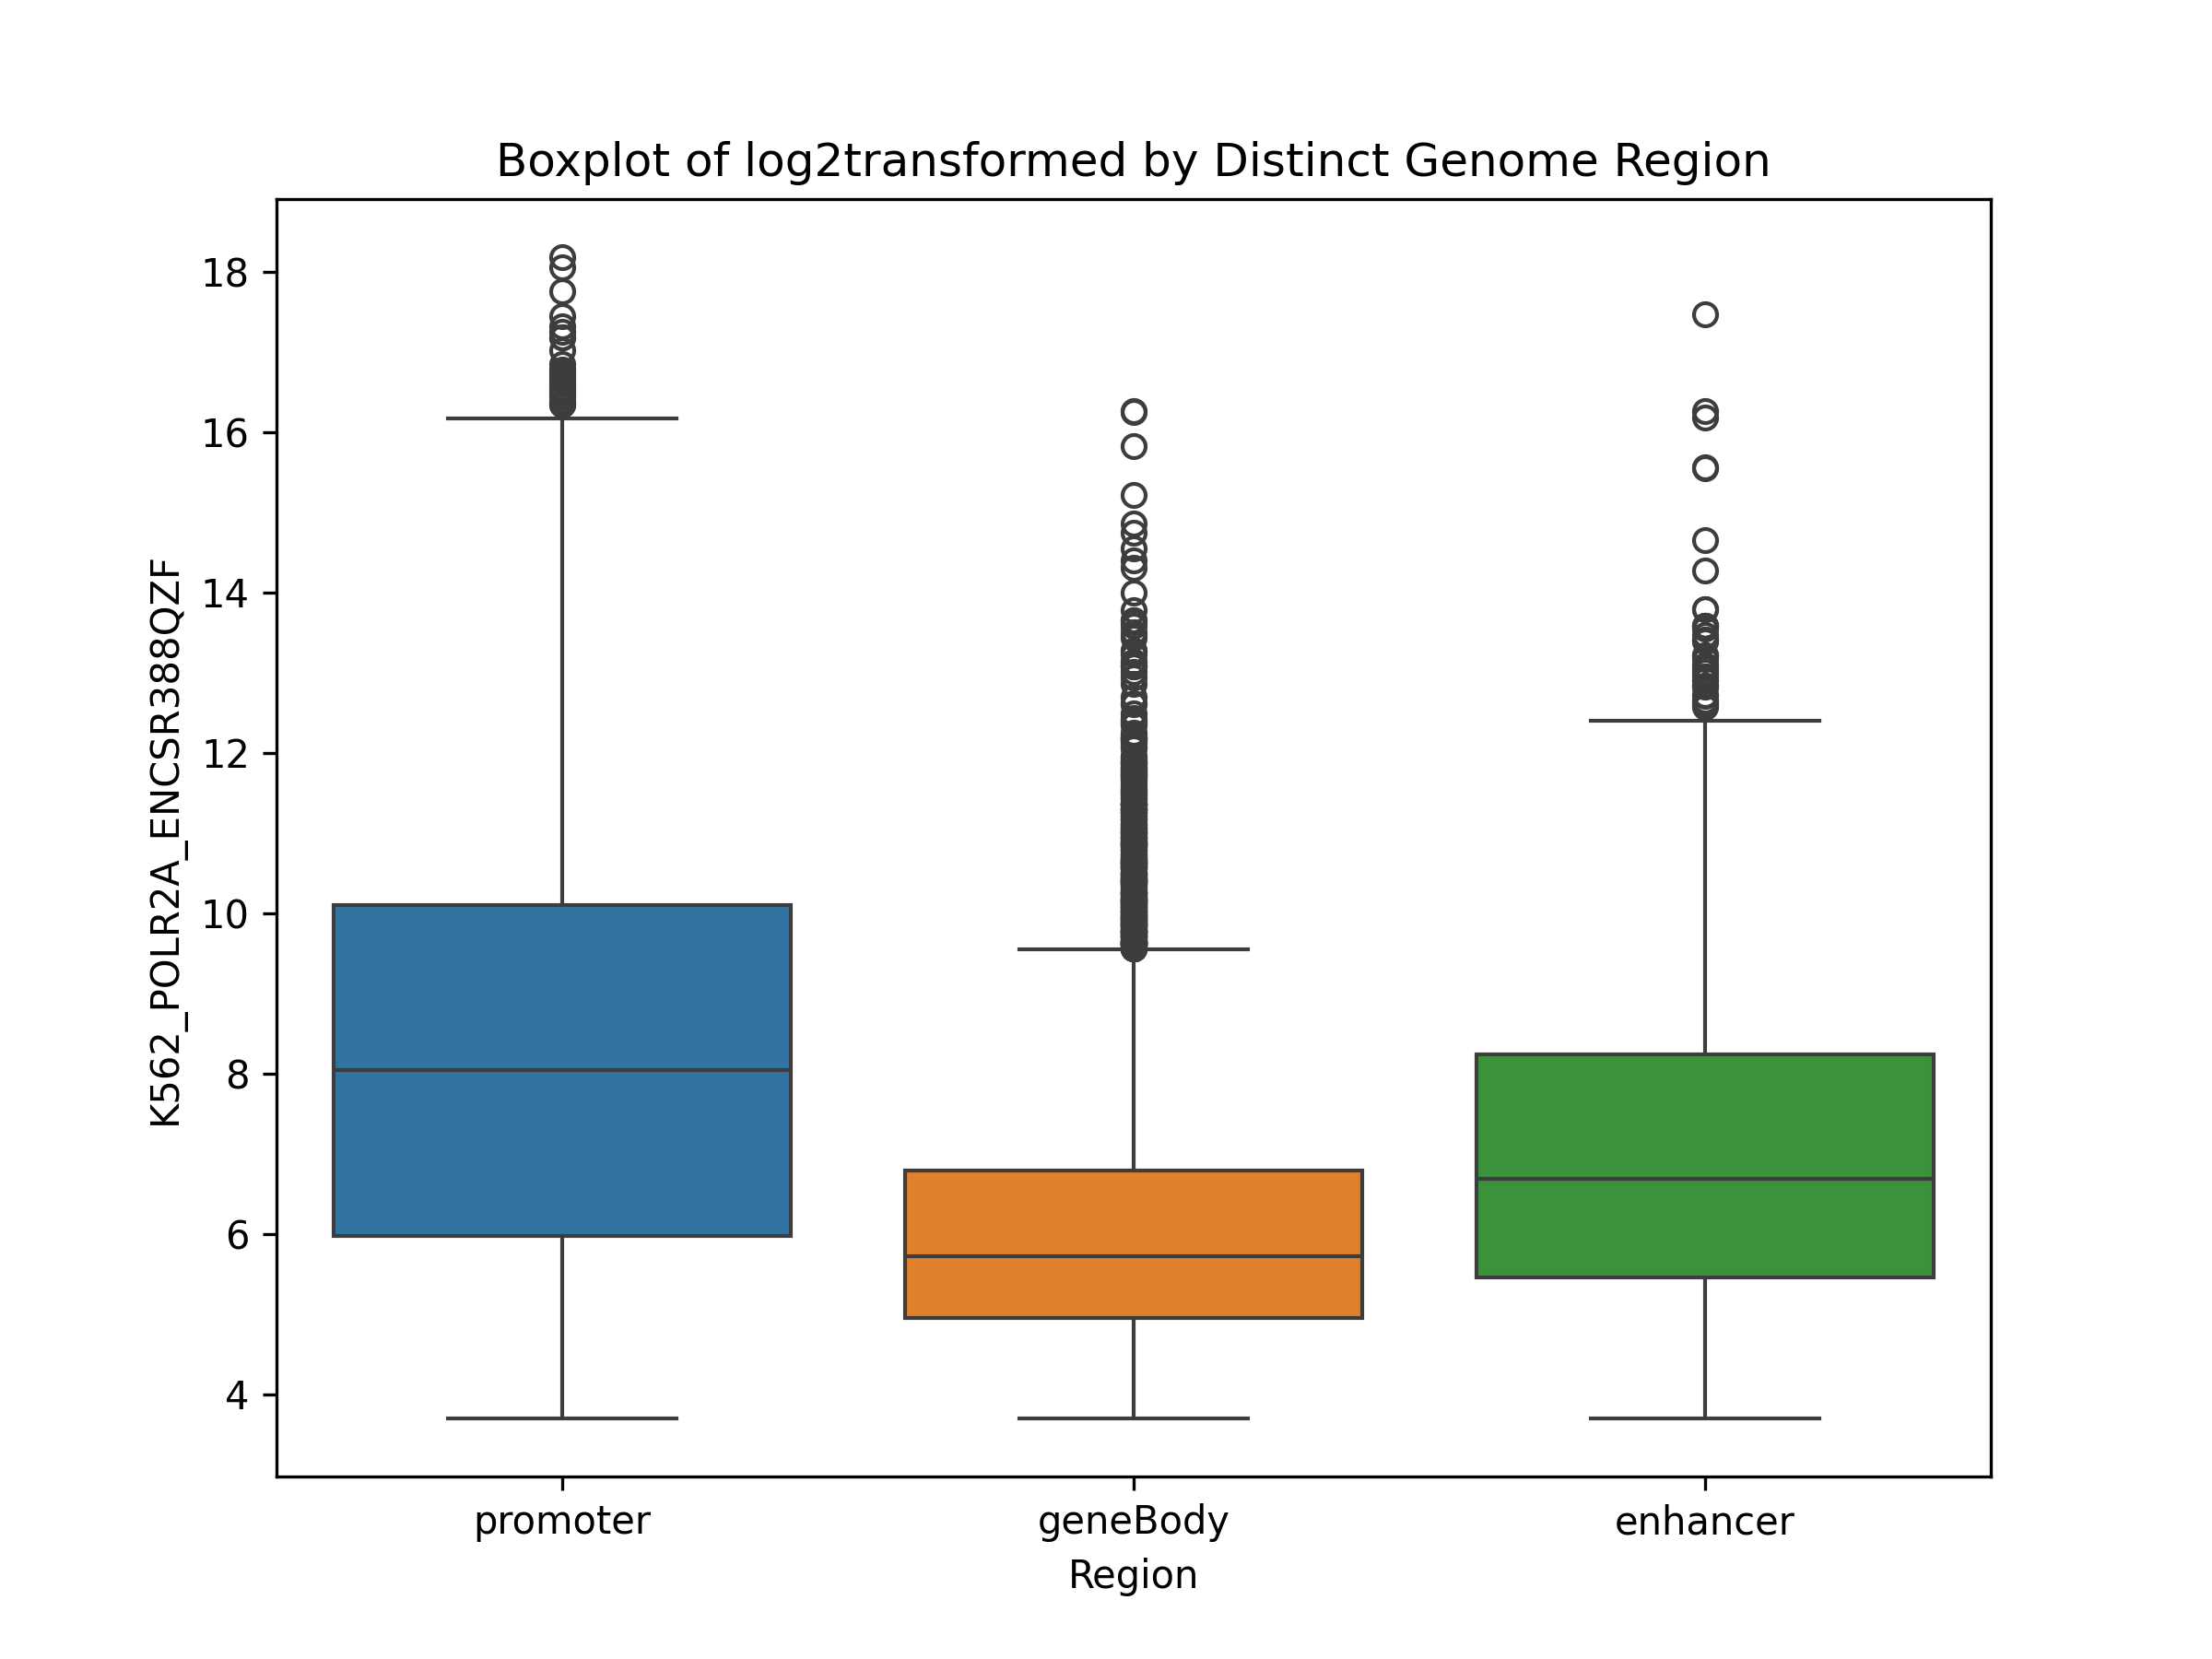 Boxplot of log2transformed by Distinct Genome Region
K562_POLR2A_ENCSR388QZF
18
16
14
12
10
8
6
4
promoter
geneBody
enhancer
Region